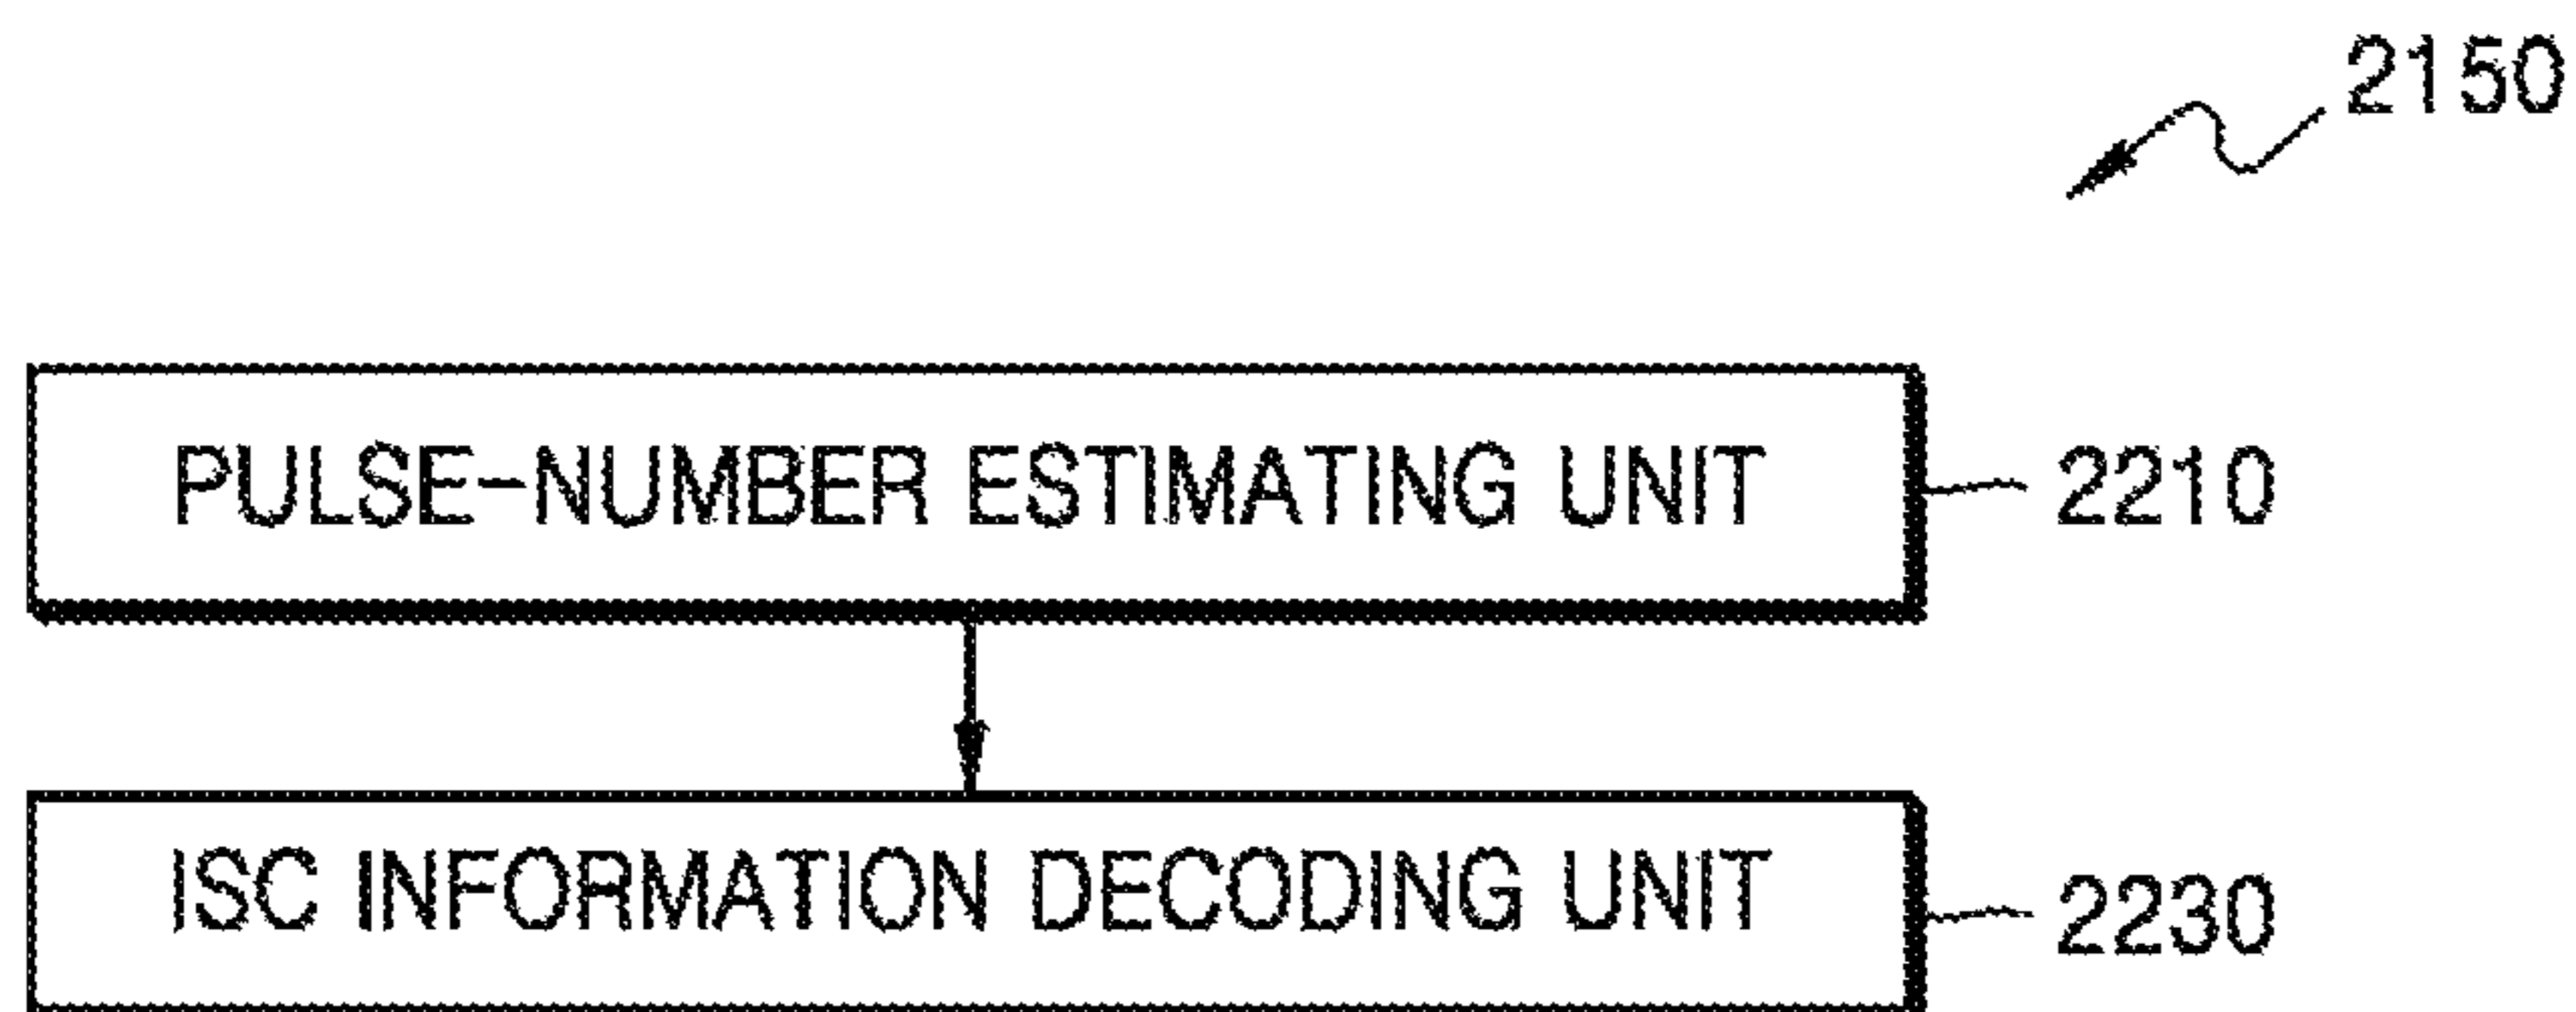 2150
PULSE-NUMBER ESTIMATING UNIT
2210
ISC INFORMATION DECODING UNIT
2230